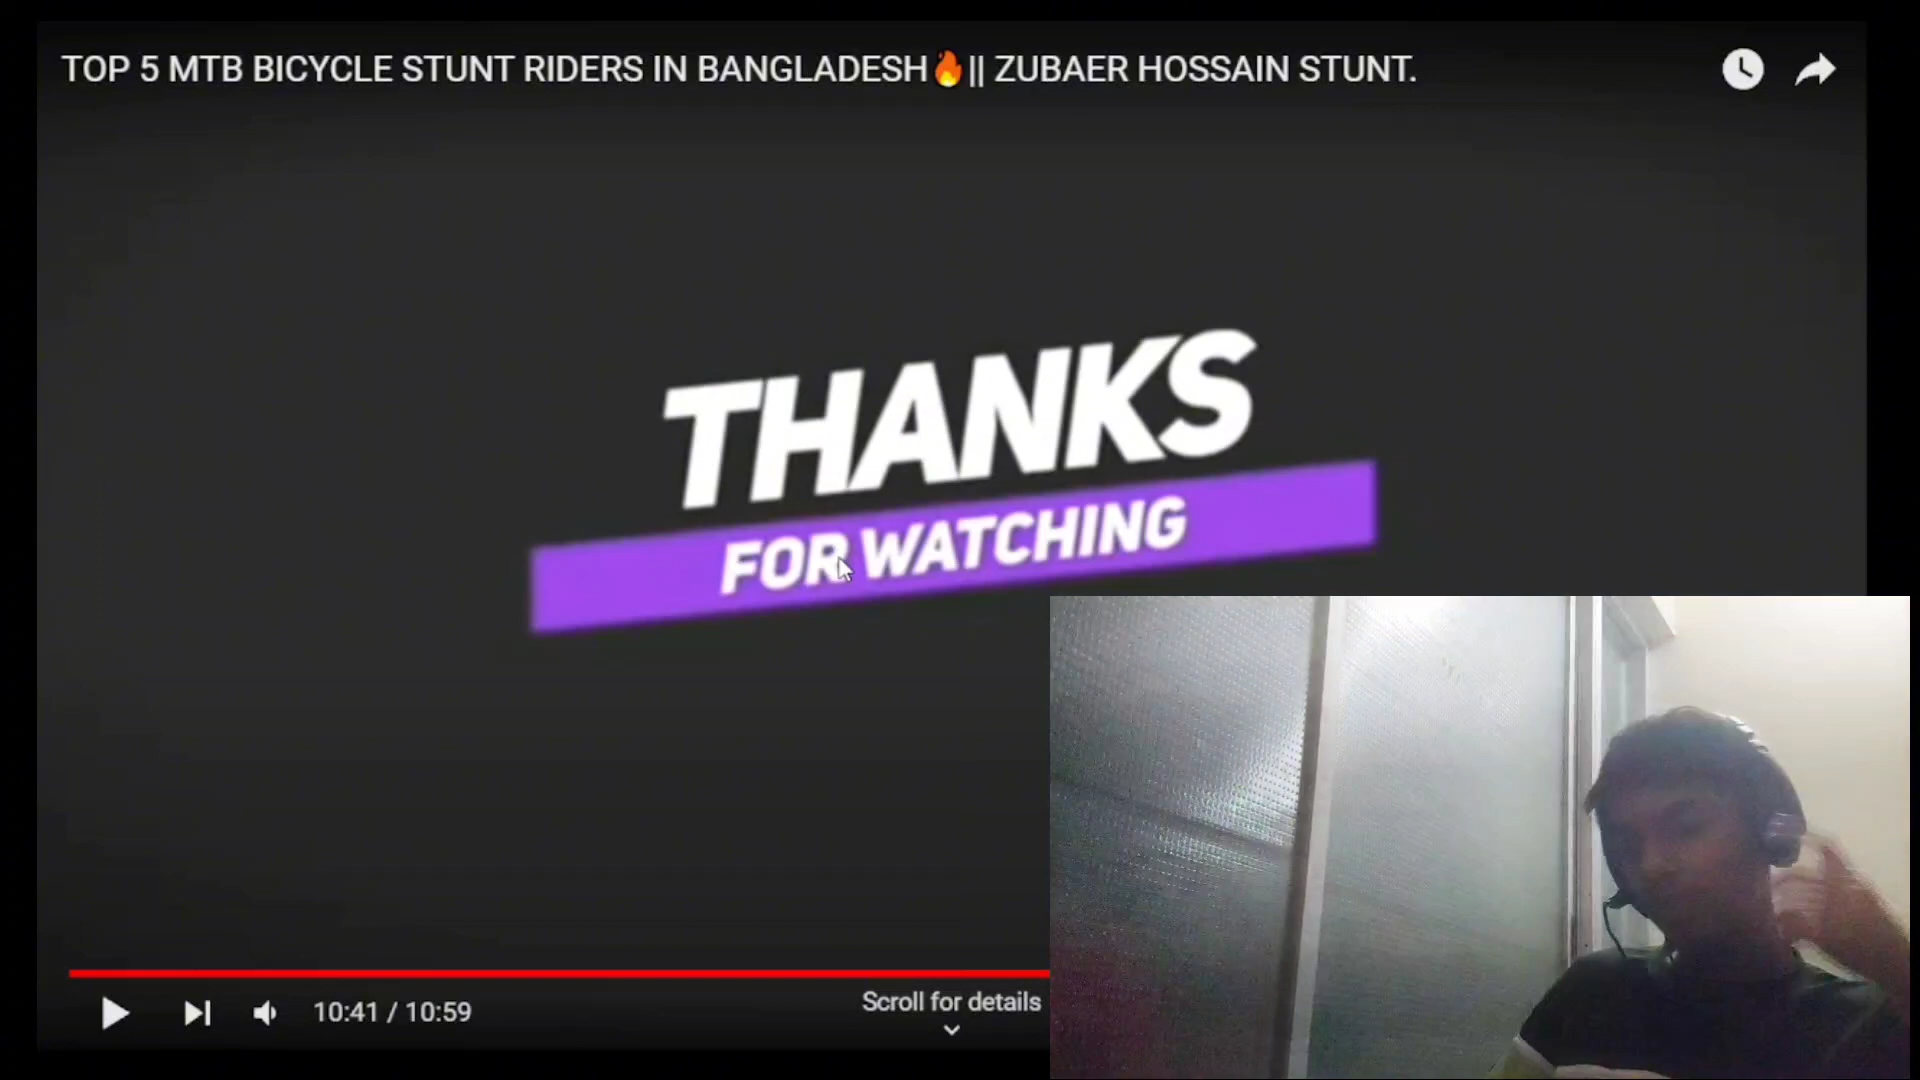 TOP 5 MTB BICYCLE STUNT RIDERS IN BANGLADESH🔥|| ZUBAER HOSSAIN STUNT.
THANKS
FOR WATCHING
10:41 / 10:59
Scroll for details